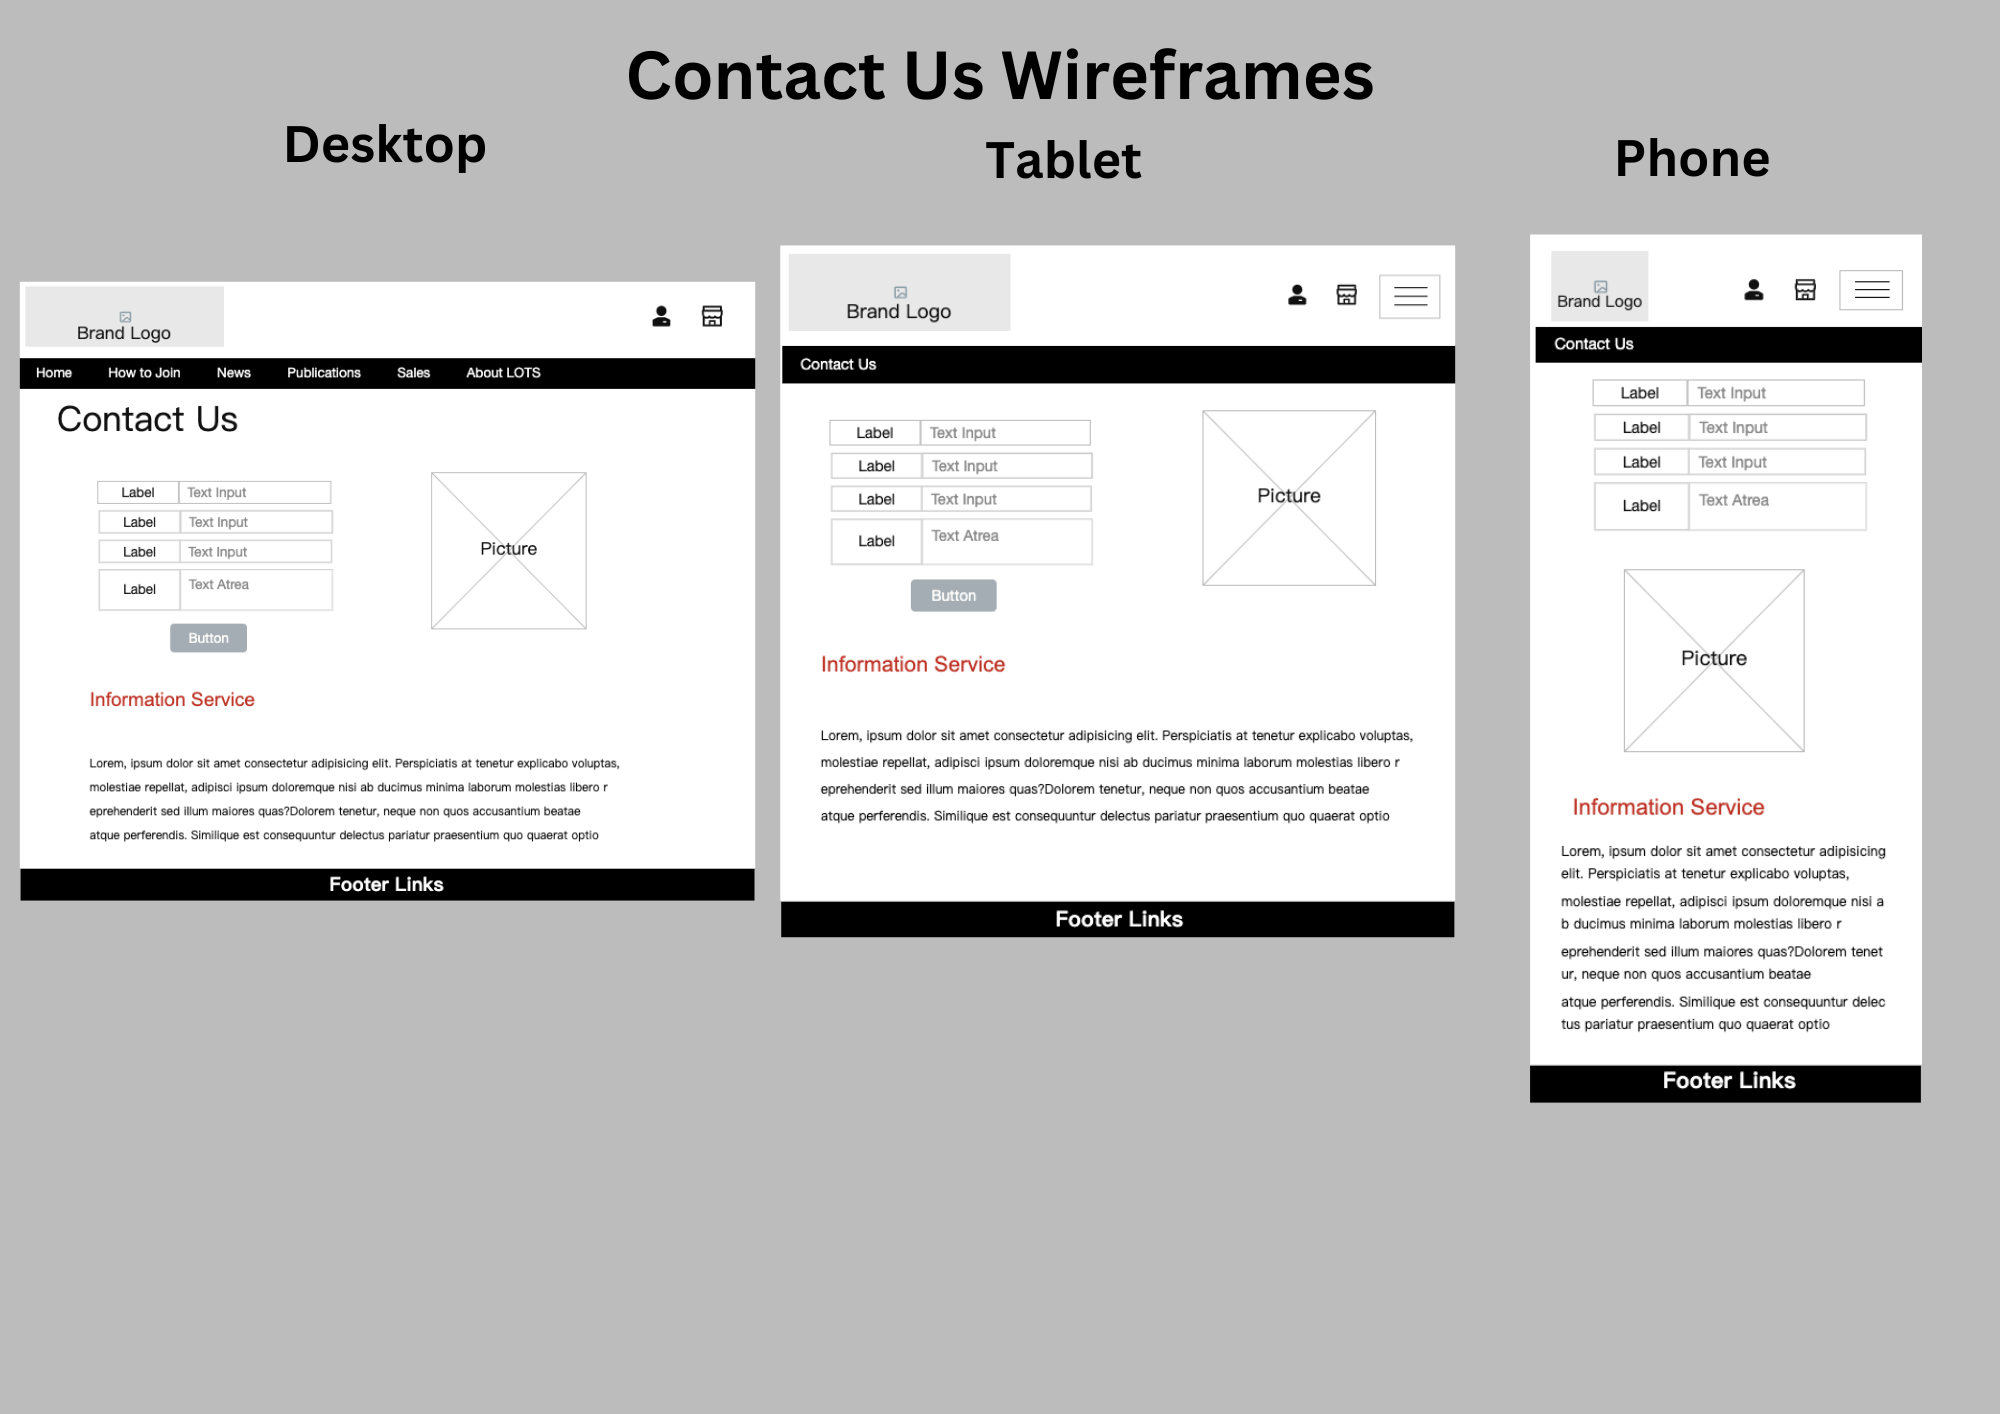 Contact Us Wireframes
Desktop
Tablet
Phone
Brand Logo
Home How to Join News Publications Sales About LOTS
Contact Us
Label Text Input
Label Text Input
Label Text Input
Label Text Atrea
Button
Picture
Information Service
Lorem, ipsum dolor sit amet consectetur adipisicing elit. Perspiciatis at tenetur explicabo voluptas,
molestiae repellat, adipisci ipsum doloremque nisi ab ducimus minima laborum molestias libero r
eprehenderit sed illum maiores quas?Dolorem tenetur, neque non quos accusantium beatae
atque perferendis. Similique est consequuntur delectus pariatur praesentium quo quaerat optio
Footer Links
Brand Logo
Contact Us
Label Text Input
Label Text Input
Label Text Input
Label Text Atrea
Button
Picture
Information Service
Lorem, ipsum dolor sit amet consectetur adipisicing elit. Perspiciatis at tenetur explicabo voluptas,
molestiae repellat, adipisci ipsum doloremque nisi ab ducimus minima laborum molestias libero r
eprehenderit sed illum maiores quas?Dolorem tenetur, neque non quos accusantium beatae
atque perferendis. Similique est consequuntur delectus pariatur praesentium quo quaerat optio
Footer Links
Brand Logo
Contact Us
Label Text Input
Label Text Input
Label Text Input
Label Text Atrea
Picture
Information Service
Lorem, ipsum dolor sit amet consectetur adipisicing
elit. Perspiciatis at tenetur explicabo voluptas,
molestiae repellat, adipisci ipsum doloremque nisi a
b ducimus minima laborum molestias libero r
eprehenderit sed illum maiores quas?Dolorem tenet
ur, neque non quos accusantium beatae
atque perferendis. Similique est consequuntur delec
tus pariatur praesentium quo quaerat optio
Footer Links